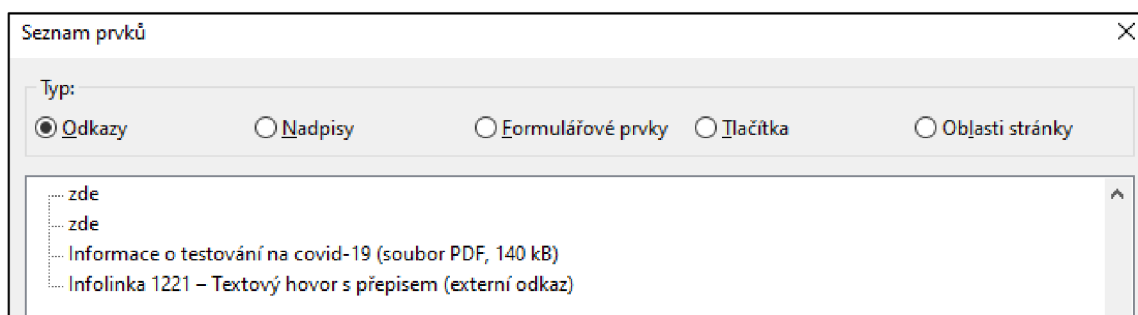 Seznam prvků
Typ:
Odkazy Nadpisy Formulářové prvky Tlačítka Oblasti stránky
zde
zde
Informace o testování na covid-19 (soubor PDF, 140 kB)
Infolinka 1221 – Textový hovor s přepisem (externí odkaz)